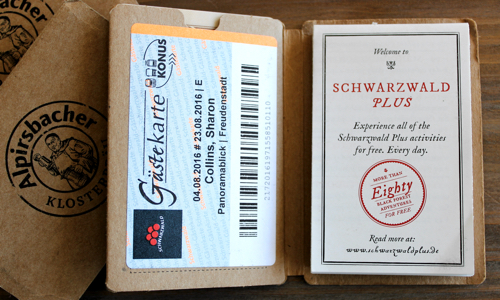 Alpirsbacher
KLOSTER
Gästekarte
KONUS
SCHWARZWALD
04.08.2016 # 23.08.2016 | E
Collins, Sharon
Panoramablick | Freudenstadt
Welcome to
SCHWARZWALD
PLUS
Experience all of the
Schwarzwald Plus activities
for free. Every day.
MORE THAN
Eighty
BLACK FOREST
ADVENTURES
FOR FREE
Read more at:
www.schwarzwaldplus.de